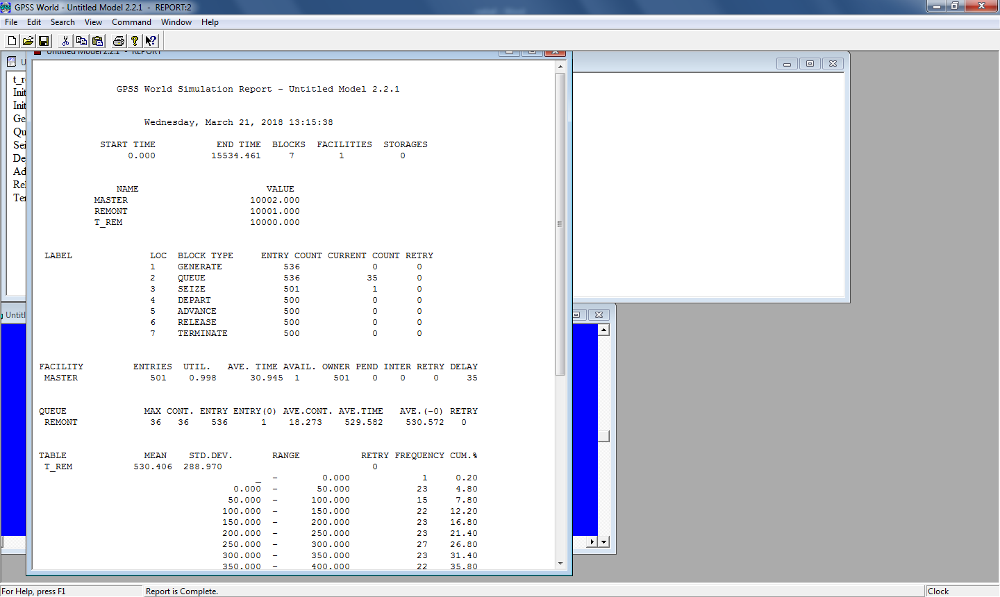 GPSS World - Untitled Model 2.2.1  -  REPORT:2
File Edit Search View Command Window Help
Untitled Model 2.2.1  -  REPORT
U
t_r
Init
Init
Ge
Qu
Sei
De
Ad
Rel
Ter
GPSS World Simulation Report - Untitled Model 2.2.1
Wednesday, March 21, 2018 13:15:38
START TIME END TIME BLOCKS FACILITIES STORAGES
0.000 15534.461 7 1 0
NAME VALUE
MASTER 10002.000
REMONT 10001.000
T_REM 10000.000
LABEL LOC BLOCK TYPE ENTRY COUNT CURRENT COUNT RETRY
1 GENERATE 536 0 0
2 QUEUE 536 35 0
3 SEIZE 501 1 0
4 DEPART 500 0 0
5 ADVANCE 500 0 0
6 RELEASE 500 0 0
7 TERMINATE 500 0 0
FACILITY ENTRIES UTIL. AVE. TIME AVAIL. OWNER PEND INTER RETRY DELAY
MASTER 501 0.998 30.945 1 501 0 0 0 35
QUEUE MAX CONT. ENTRY ENTRY(0) AVE.CONT. AVE.TIME AVE.(-0) RETRY
REMONT 36 36 536 1 18.273 529.582 530.572 0
TABLE MEAN STD.DEV. RANGE RETRY FREQUENCY CUM.%
T_REM 530.406 288.970 0
_ - 0.000 1 0.20
0.000 - 50.000 23 4.80
50.000 - 100.000 15 7.80
100.000 - 150.000 22 12.20
150.000 - 200.000 23 16.80
200.000 - 250.000 23 21.40
250.000 - 300.000 27 26.80
300.000 - 350.000 23 31.40
350.000 - 400.000 22 35.80
Untitl
For Help, press F1
Report is Complete.
Clock